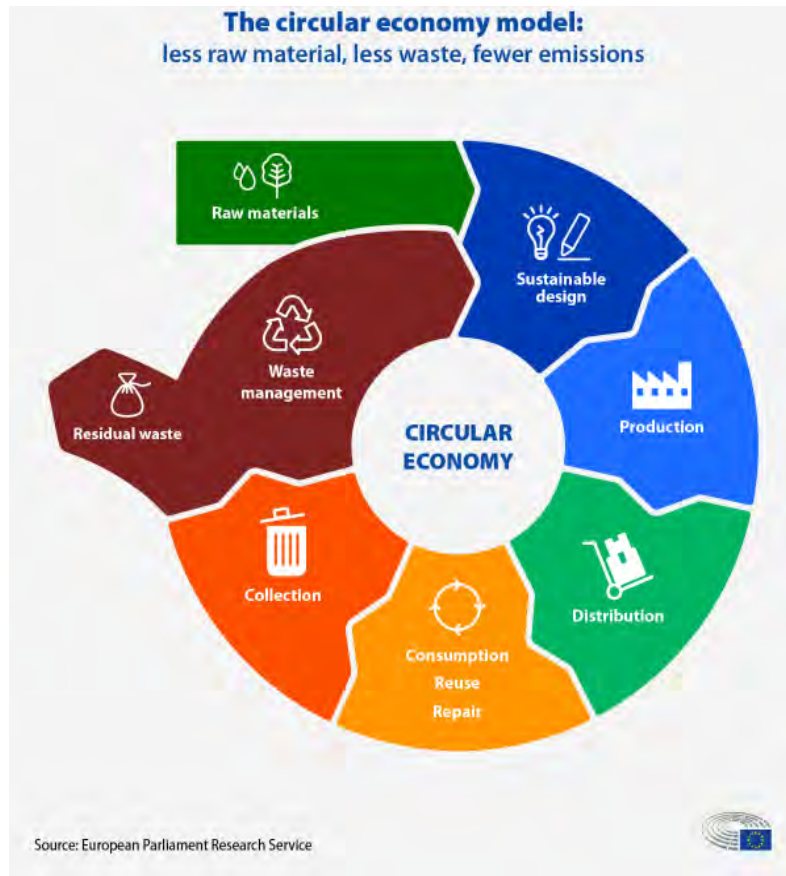 The circular economy model:
less raw material, less waste, fewer emissions
Raw materials
Sustainable
design
Waste
management
Residual waste
Production
CIRCULAR
ECONOMY
Collection
Distribution
Consumption
Reuse
Repair
Source: European Parliament Research Service